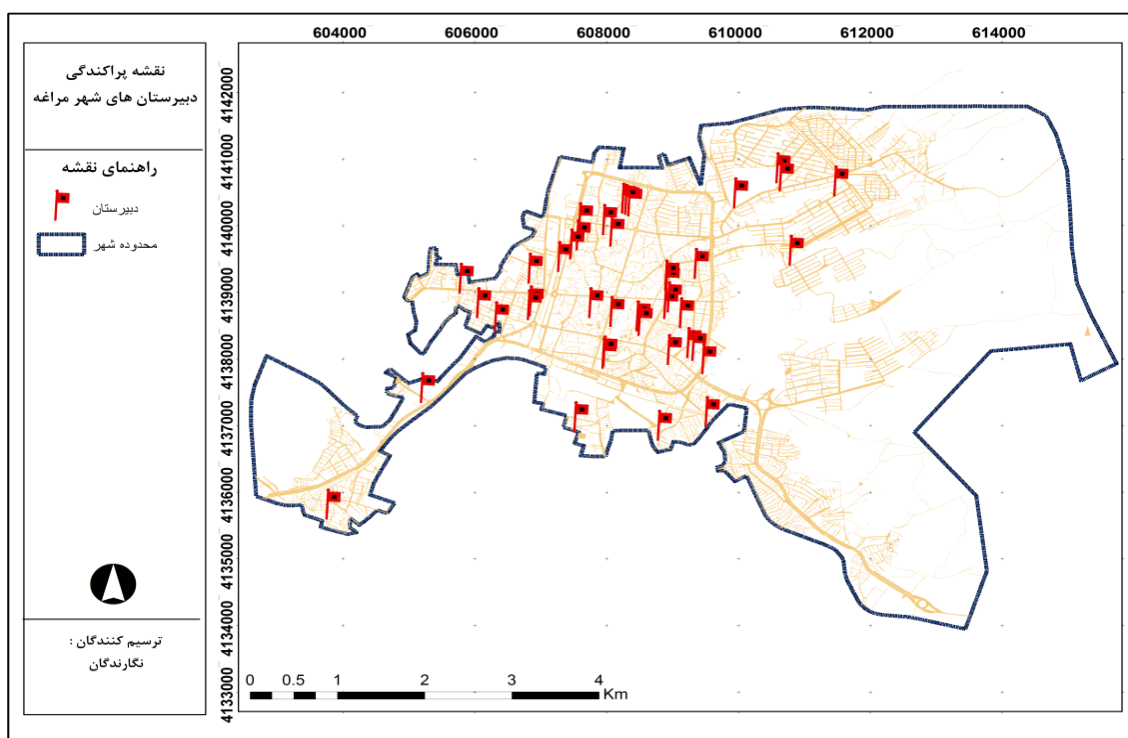 نقشه پراکندگی
دبیرستان های شهر مراغه
راهنمای نقشه
دبیرستان
محدوده شهر
ترسیم کنندگان :
نگارندگان
604000 606000 608000 610000 612000 614000
4142000
4141000
4140000
4139000
4138000
4137000
4136000
4135000
4134000
4133000
0 0.5 1 2 3 4
Km